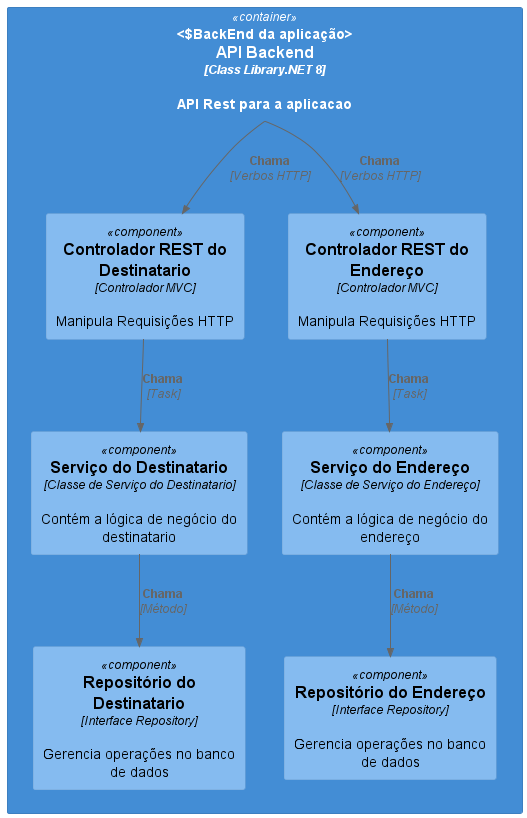 «container»
<$BackEnd da aplicação>
API Backend
[Class Library.NET 8]
API Rest para a aplicacao
Chama
[Verbos HTTP]
Chama
[Verbos HTTP]
«component»
Controlador REST do
Destinatario
[Controlador MVC]
Manipula Requisições HTTP
«component»
Controlador REST do
Endereço
[Controlador MVC]
Manipula Requisições HTTP
Chama
[Task]
Chama
[Task]
«component»
Serviço do Destinatario
[Classe de Serviço do Destinatario]
Contém a lógica de negócio do
destinatario
«component»
Serviço do Endereço
[Classe de Serviço do Endereço]
Contém a lógica de negócio do
endereço
Chama
[Método]
Chama
[Método]
«component»
Repositório do
Destinatario
[Interface Repository]
Gerencia operações no banco
de dados
«component»
Repositório do Endereço
[Interface Repository]
Gerencia operações no banco
de dados